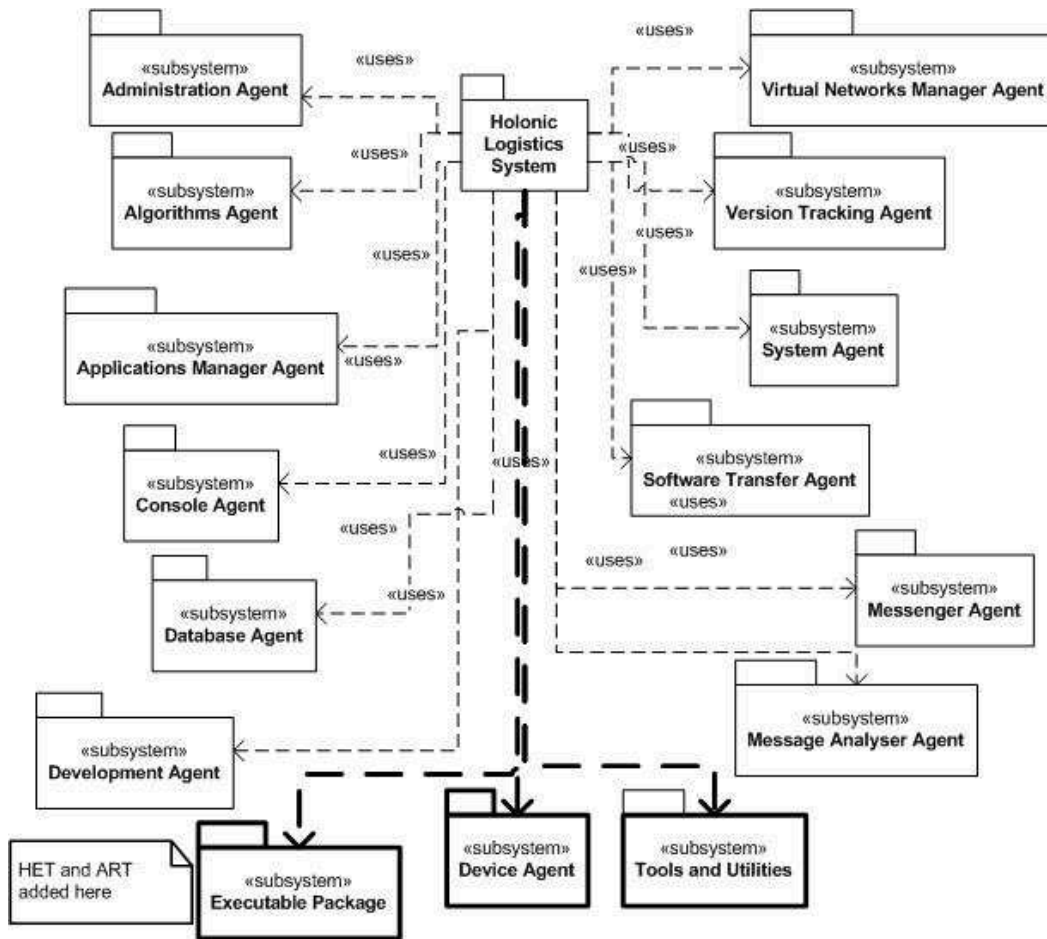 «uses»
«uses»
«subsystem»
Administration Agent
«subsystem»
Virtual Networks Manager Agent
Holonic
Logistics
System
«uses»
«uses»
«subsystem»
Algorithms Agent
«subsystem»
Version Tracking Agent
«uses»
«uses»
«uses»
«subsystem»
Applications Manager Agent
«uses»
«subsystem»
System Agent
«uses»
«uses»
«subsystem»
Console Agent
«subsystem»
Software Transfer Agent
«uses»
«uses»
«uses»
«uses»
«uses»
«subsystem»
Database Agent
«subsystem»
Messenger Agent
«subsystem»
Message Analyser Agent
«subsystem»
Development Agent
HET and ART
added here
«subsystem»
Executable Package
«subsystem»
Device Agent
«subsystem»
Tools and Utilities